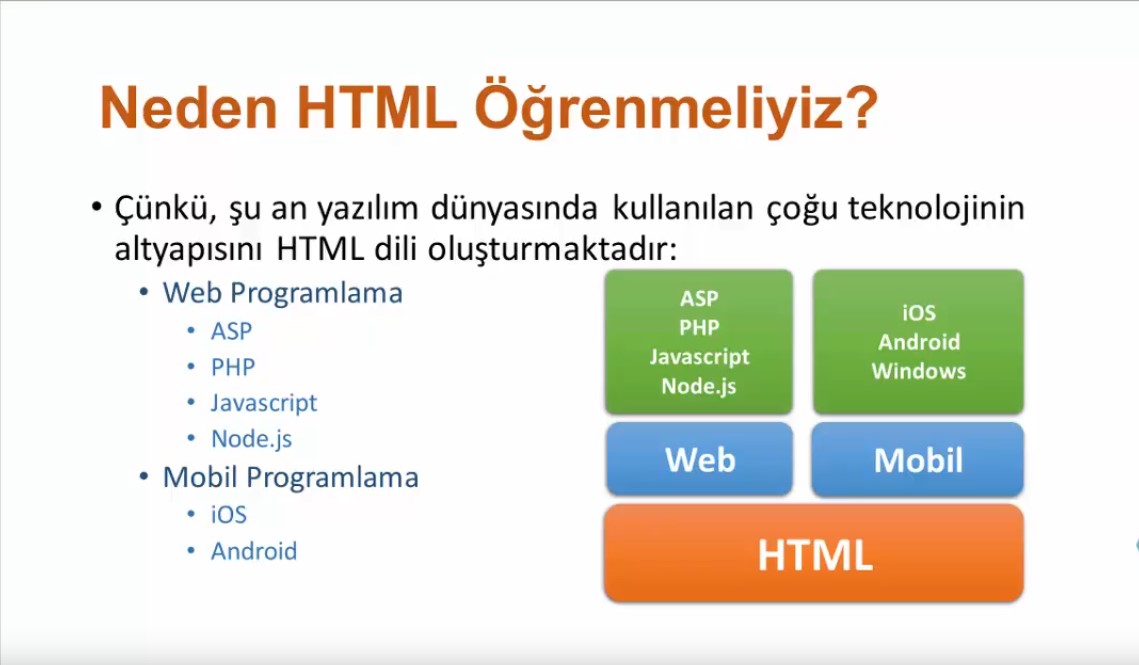 Neden HTML Öğrenmeliyiz?
• Çünkü, şu an yazılım dünyasında kullanılan çoğu teknolojinin
altyapısını HTML dili oluşturmaktadır:
• Web Programlama
• ASP
• PHP
• Javascript
• Node.js
• Mobil Programlama
• iOS
• Android
ASP
PHP
Javascript
Node.js
iOS
Android
Windows
Web
Mobil
HTML